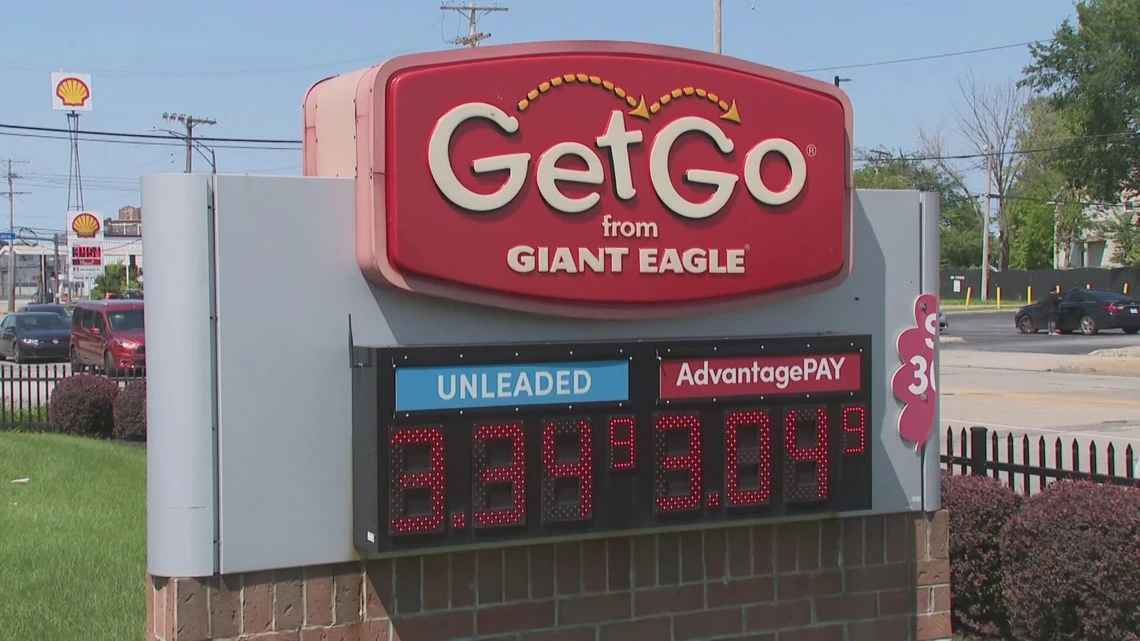 GetGo®
from
GIANT EAGLE®
UNLEADED
AdvantagePAY
3.34 9
3.04 9